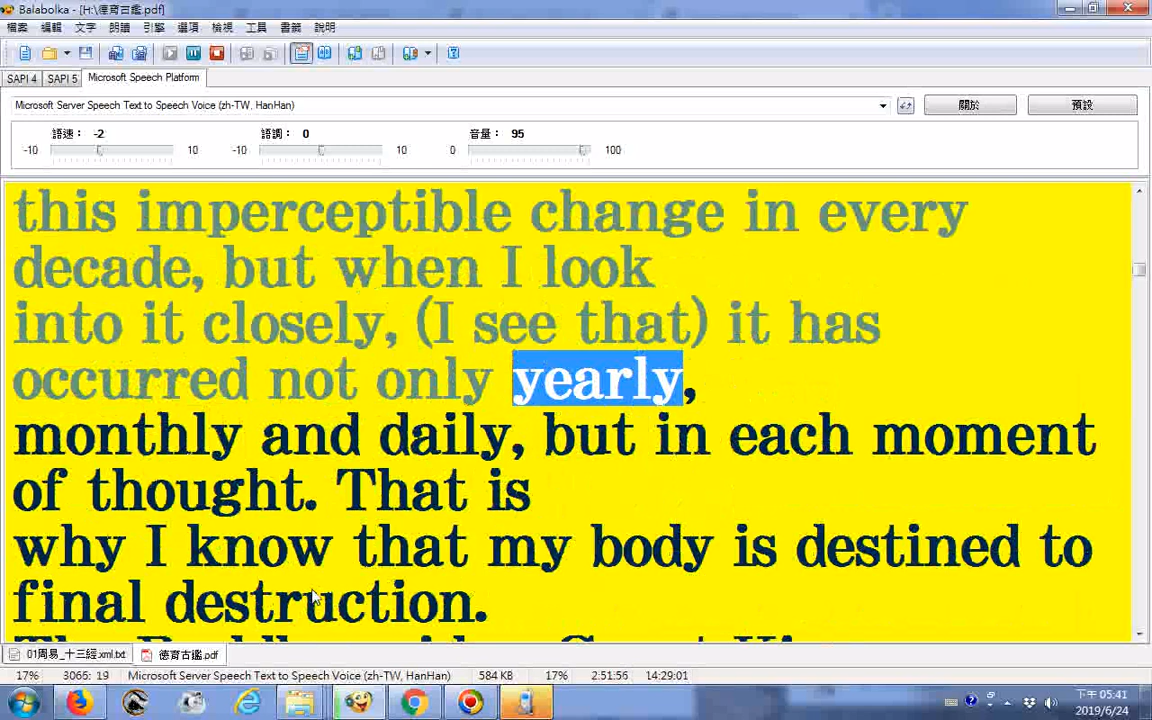 Balabolka - [H:\德育古鑑.pdf]
檔案 編輯 文字 朗讀 引擎 選項 檢視 工具 書籤 說明
SAPI 4 SAPI 5 Microsoft Speech Platform
Microsoft Server Speech Text to Speech Voice (zh-TW, HanHan) 關於 預設
語速： -2 語調： 0 音量： 95
-10 10 -10 10 0 100
this imperceptible change in every
decade, but when I look
into it closely, (I see that) it has
occurred not only yearly,
monthly and daily, but in each moment
of thought. That is
why I know that my body is destined to
final destruction.
01周易_十三經.xml.txt 德育古鑑.pdf
17% 3065: 19 Microsoft Server Speech Text to Speech Voice (zh-TW, HanHan) 584 KB 17% 2:51:56 14:29:01
下午 05:41
2019/6/24